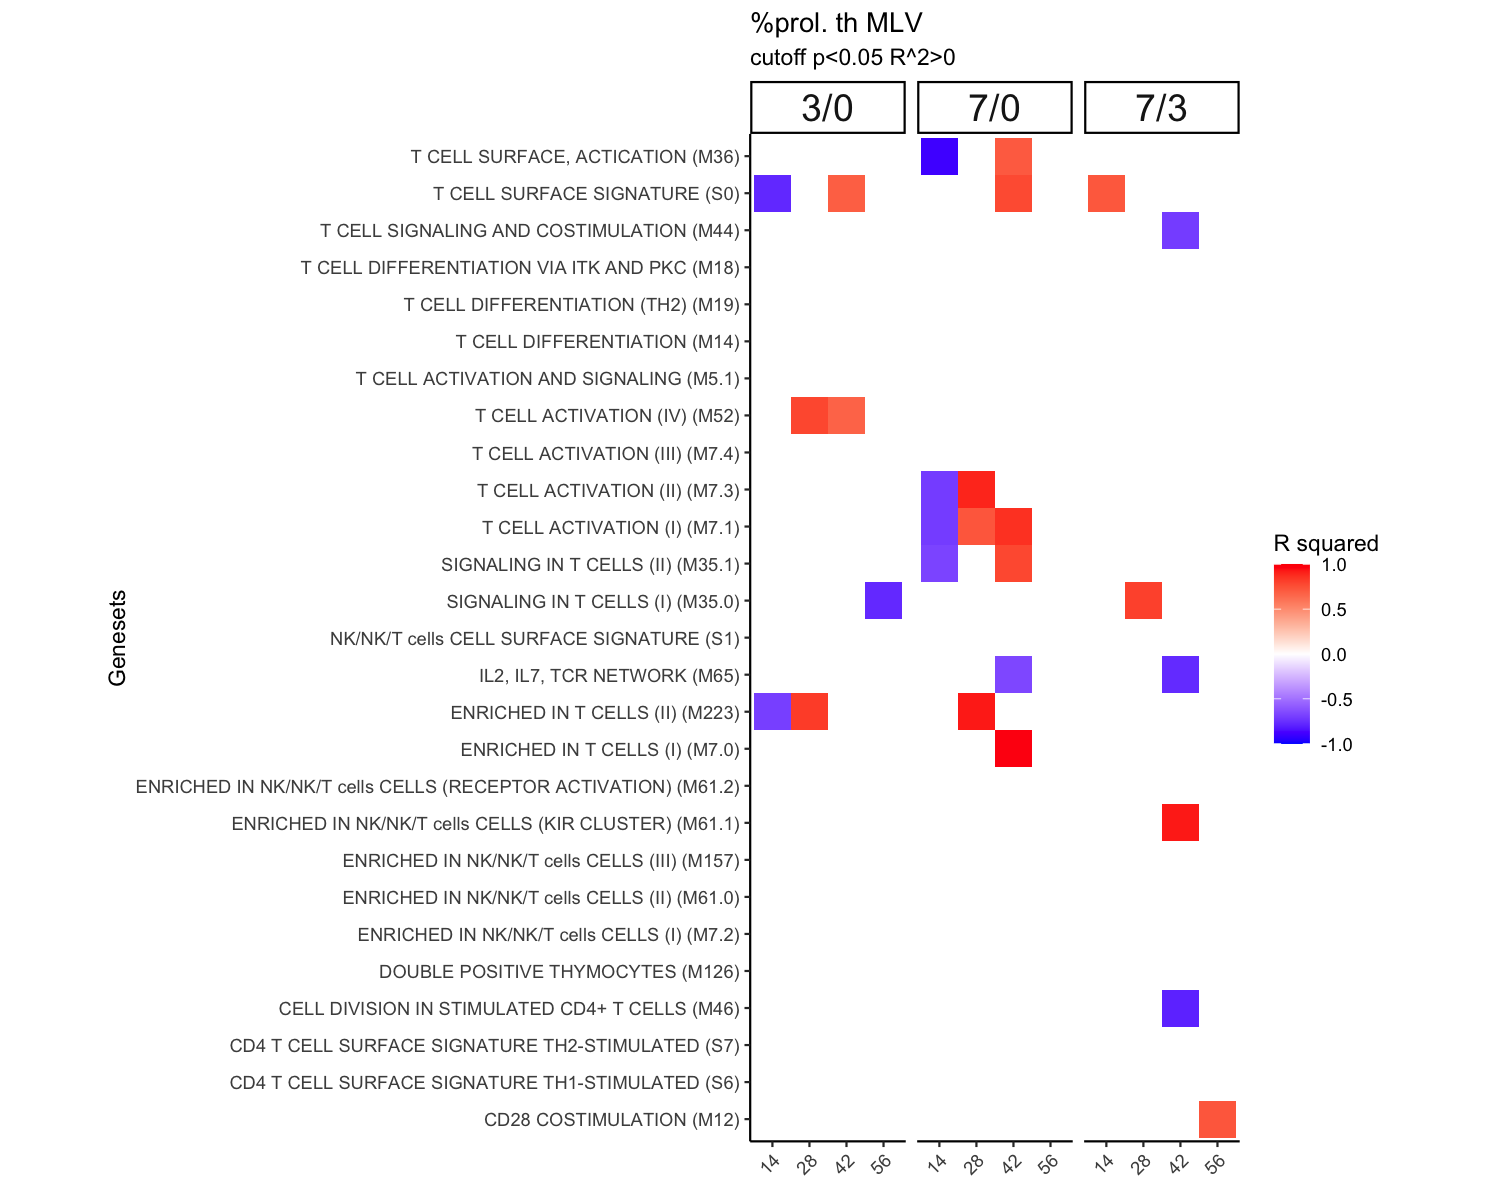 %prol. th MLV
cutoff p<0.05 R^2>0
3/0 7/0 7/3
T CELL SURFACE, ACTICATION (M36)
T CELL SURFACE SIGNATURE (S0)
T CELL SIGNALING AND COSTIMULATION (M44)
T CELL DIFFERENTIATION VIA ITK AND PKC (M18)
T CELL DIFFERENTIATION (TH2) (M19)
T CELL DIFFERENTIATION (M14)
T CELL ACTIVATION AND SIGNALING (M5.1)
T CELL ACTIVATION (IV) (M52)
T CELL ACTIVATION (III) (M7.4)
T CELL ACTIVATION (II) (M7.3)
T CELL ACTIVATION (I) (M7.1)
SIGNALING IN T CELLS (II) (M35.1)
SIGNALING IN T CELLS (I) (M35.0)
NK/NK/T cells CELL SURFACE SIGNATURE (S1)
IL2, IL7, TCR NETWORK (M65)
ENRICHED IN T CELLS (II) (M223)
ENRICHED IN T CELLS (I) (M7.0)
ENRICHED IN NK/NK/T cells CELLS (RECEPTOR ACTIVATION) (M61.2)
ENRICHED IN NK/NK/T cells CELLS (KIR CLUSTER) (M61.1)
ENRICHED IN NK/NK/T cells CELLS (III) (M157)
ENRICHED IN NK/NK/T cells CELLS (II) (M61.0)
ENRICHED IN NK/NK/T cells CELLS (I) (M7.2)
DOUBLE POSITIVE THYMOCYTES (M126)
CELL DIVISION IN STIMULATED CD4+ T CELLS (M46)
CD4 T CELL SURFACE SIGNATURE TH2-STIMULATED (S7)
CD4 T CELL SURFACE SIGNATURE TH1-STIMULATED (S6)
CD28 COSTIMULATION (M12)
Genesets
14 28 42 56 14 28 42 56 14 28 42 56
R squared
1.0
0.5
0.0
-0.5
-1.0